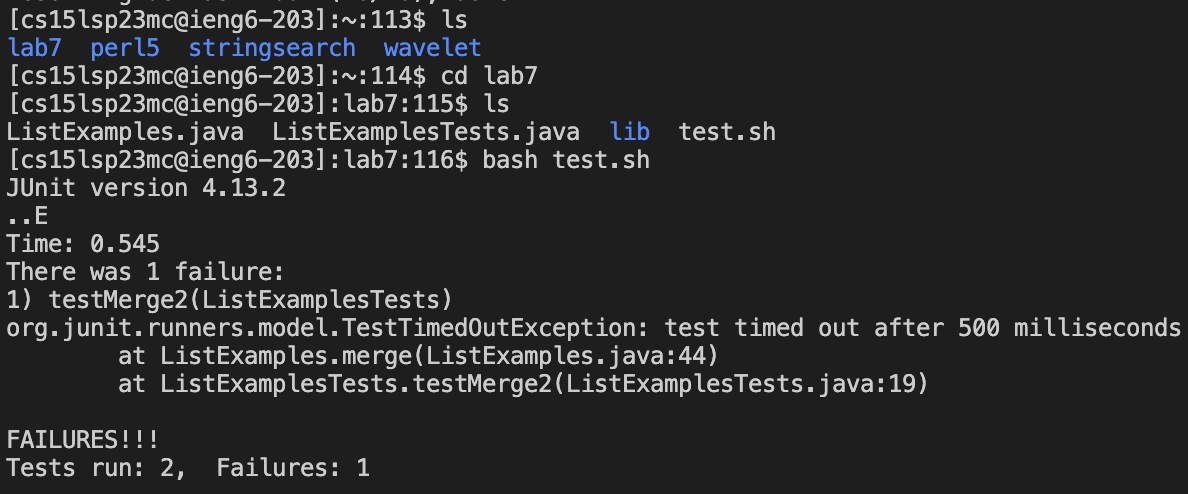 [cs15lsp23mc@ieng6-203]:~:113$ ls
lab7  perl5  stringsearch  wavelet
[cs15lsp23mc@ieng6-203]:~:114$ cd lab7
[cs15lsp23mc@ieng6-203]:lab7:115$ ls
ListExamples.java  ListExamplesTests.java  lib  test.sh
[cs15lsp23mc@ieng6-203]:lab7:116$ bash test.sh
JUnit version 4.13.2
..E
Time: 0.545
There was 1 failure:
1) testMerge2(ListExamplesTests)
org.junit.runners.model.TestTimedOutException: test timed out after 500 milliseconds
        at ListExamples.merge(ListExamples.java:44)
        at ListExamplesTests.testMerge2(ListExamplesTests.java:19)

FAILURES!!!
Tests run: 2,  Failures: 1